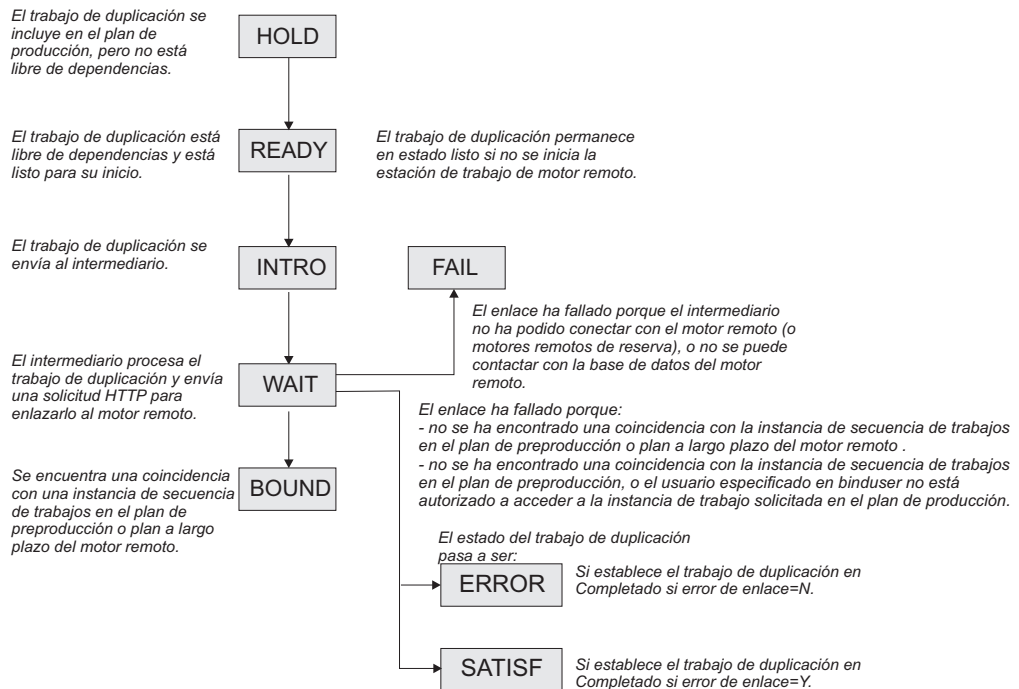 El trabajo de duplicación se
incluye en el plan de
producción, pero no está
libre de dependencias.
HOLD
El trabajo de duplicación está
libre de dependencias y está
listo para su inicio.
READY
El trabajo de duplicación permanece
en estado listo si no se inicia la
estación de trabajo de motor remoto.
El trabajo de duplicación se
envía al intermediario.
INTRO
FAIL
El enlace ha fallado porque el intermediario
no ha podido conectar con el motor remoto (o
motores remotos de reserva), o no se puede
contactar con la base de datos del motor
remoto.
El intermediario procesa el
trabajo de duplicación y envía
una solicitud HTTP para
enlazarlo al motor remoto.
WAIT
El enlace ha fallado porque:
- no se ha encontrado una coincidencia con la instancia de secuencia de trabajos
en el plan de preproducción o plan a largo plazo del motor remoto .
- no se ha encontrado una coincidencia con la instancia de secuencia de trabajos
en el plan de preproducción, o el usuario especificado en binduser no está
autorizado a acceder a la instancia de trabajo solicitada en el plan de producción.
Se encuentra una coincidencia
con una instancia de secuencia
de trabajos en el plan de
preproducción o plan a largo
plazo del motor remoto.
BOUND
El estado del trabajo de duplicación
pasa a ser:
ERROR
Si establece el trabajo de duplicación en
Completado si error de enlace=N.
SATISF
Si establece el trabajo de duplicación en
Completado si error de enlace=Y.